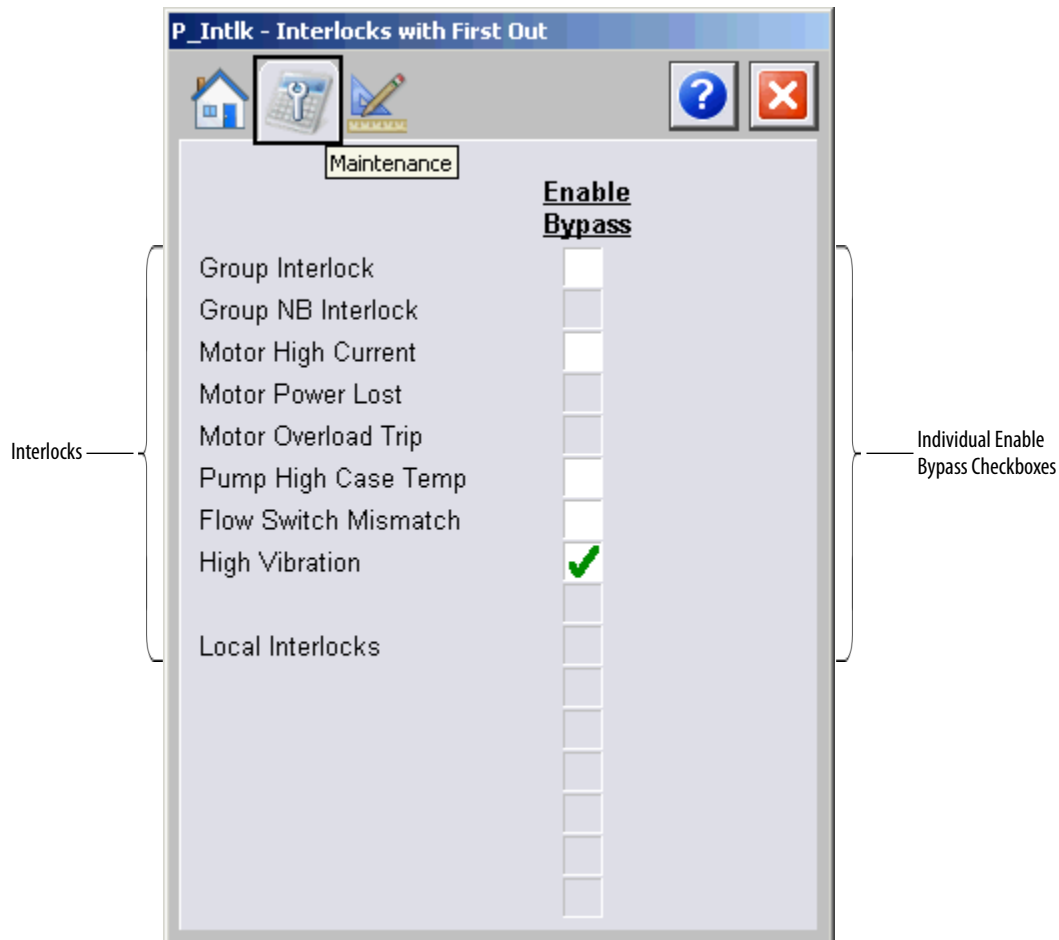 P_Intlk - Interlocks with First Out
?
Maintenance
Enable
Bypass
Group Interlock
Group NB Interlock
Motor High Current
Motor Power Lost
Motor Overload Trip
Pump High Case Temp
Flow Switch Mismatch
High Vibration
Local Interlocks
Interlocks
Individual Enable
Bypass Checkboxes